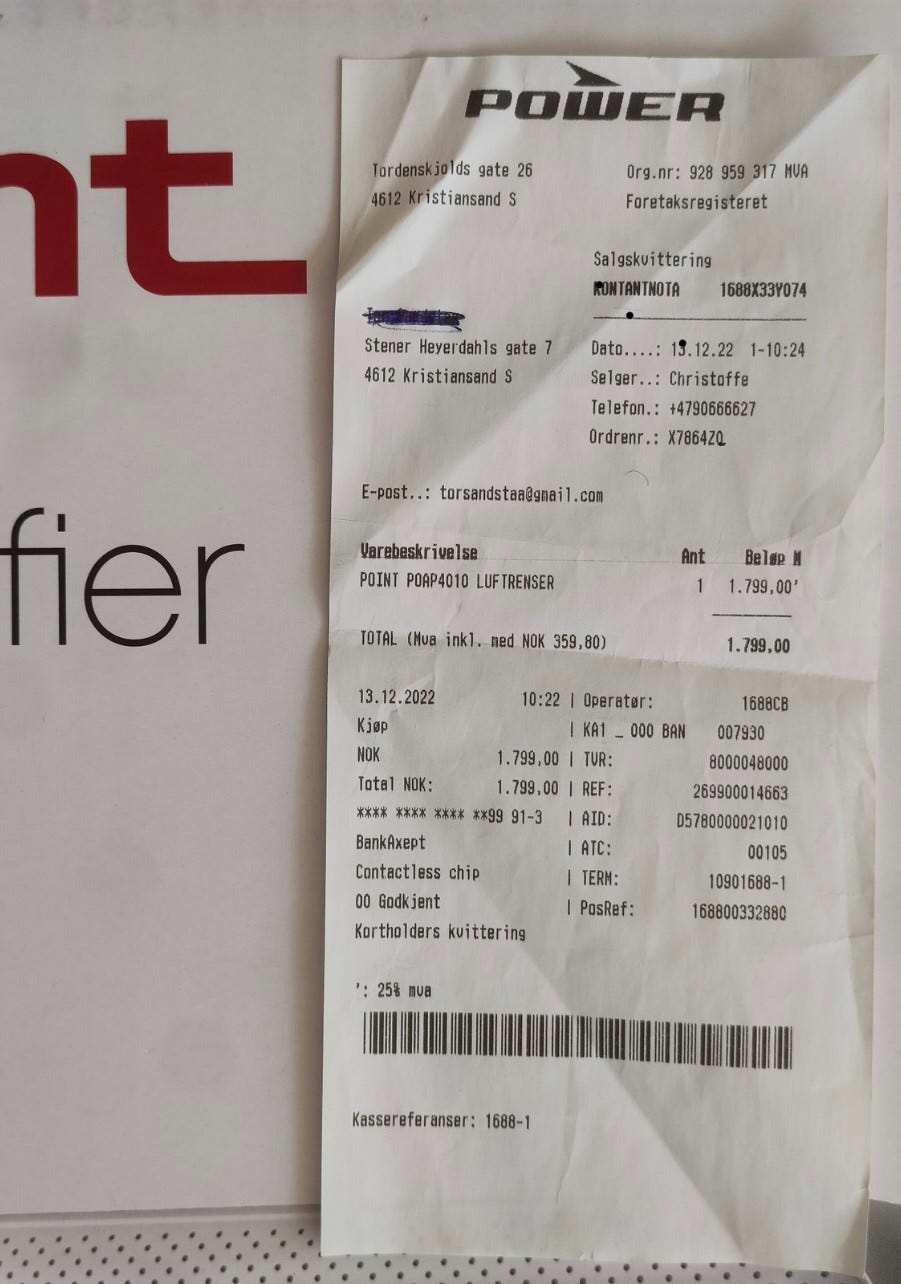 nt
fier
POWER
Tordenskjolds gate 26
4612 Kristiansand S
Org.nr: 928 959 317 MVA
Foretaksregisteret
Salgskvittering
KONTANTNOTA 1688X33Y074
Stener Heyerdahls gate 7
4612 Kristiansand S
Dato....: 13.12.22 1-10:24
Selger..: Christoffe
Telefon.: +4790666627
Ordrenr.: X7864ZQ
E-post..: torsandstaa@gmail.com
Varebeskrivelse Ant Beløp M
POINT POAP4010 LUFTRENSER 1 1.799,00'
TOTAL (Mva inkl. med NOK 359,80) 1.799,00
13.12.2022 10:22 | Operatør: 1688CB
Kjøp | KA1 _ 000 BAN 007930
NOK 1.799,00 | TVR: 8000048000
Total NOK: 1.799,00 | REF: 269900014663
**** **** **** **99 91-3 | AID: D5780000021010
BankAxept | ATC: 00105
Contactless chip | TERM: 10901688-1
00 Godkjent | PosRef: 168800332880
Kortholders kvittering
': 25% mva
Kassereferanser: 1688-1